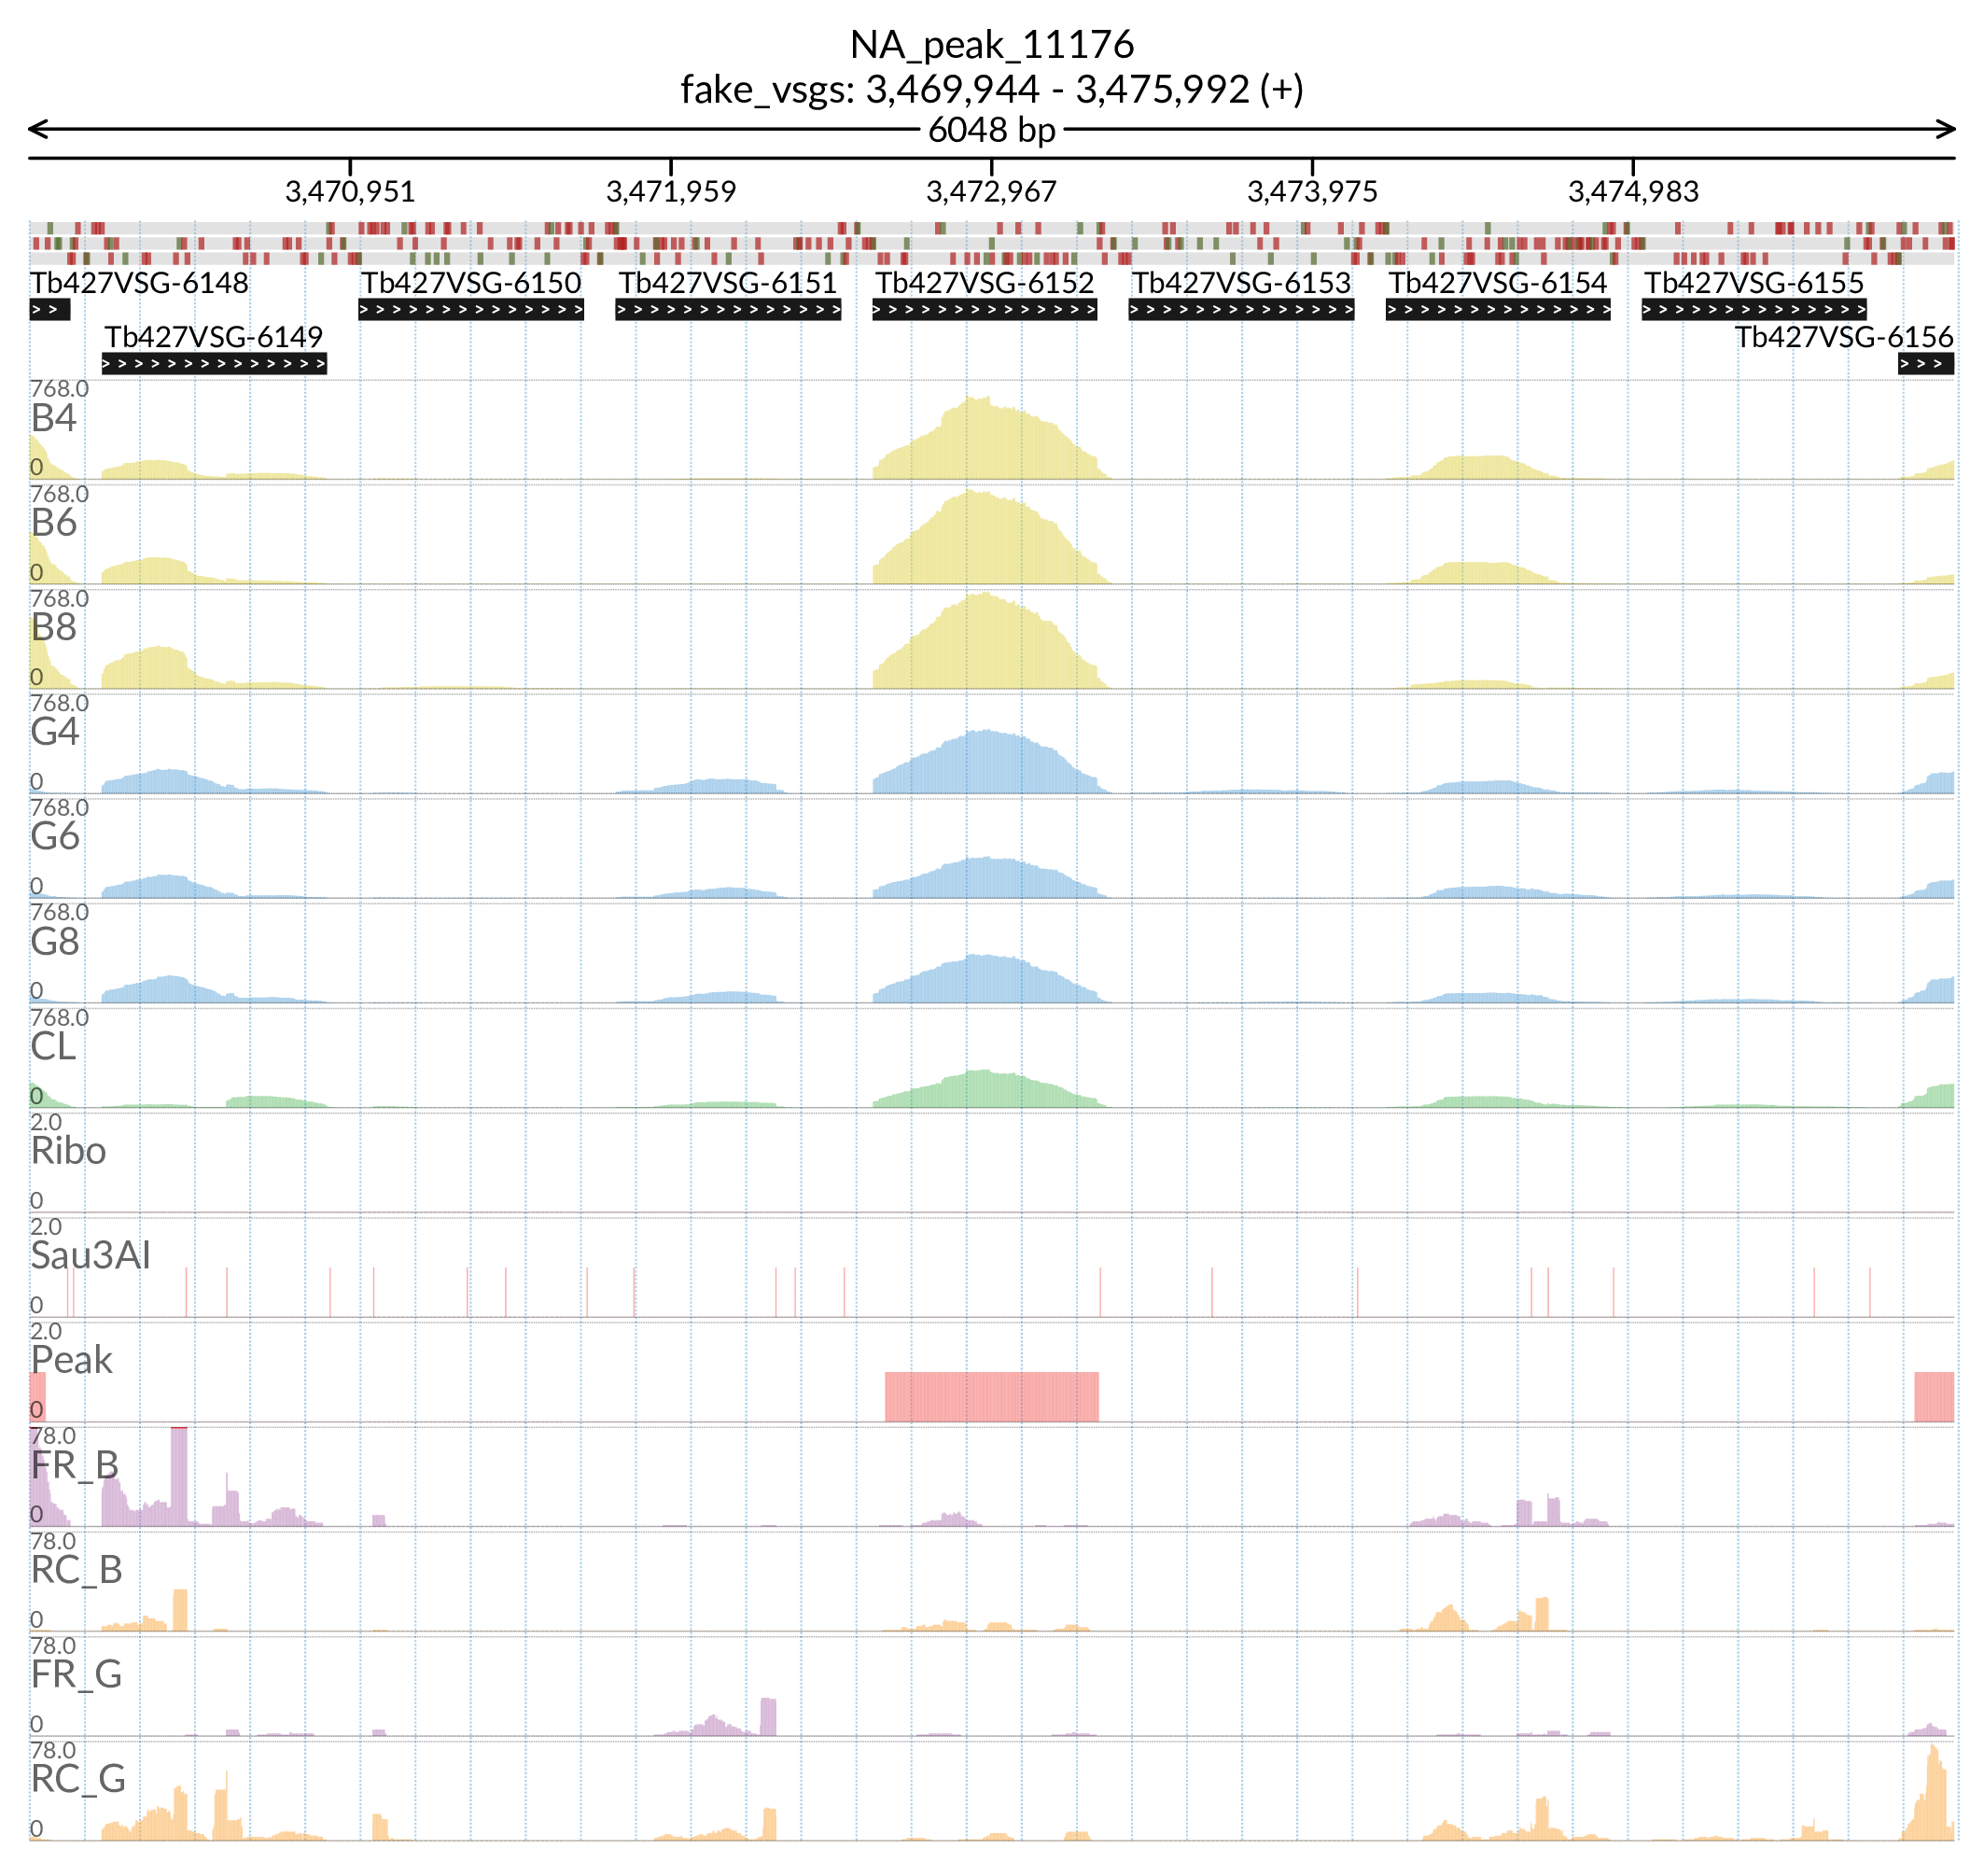 NA_peak_11176
fake_vsgs: 3,469,944 - 3,475,992 (+)
6048 bp
3,470,951 3,471,959 3,472,967 3,473,975 3,474,983
Tb427VSG-6148 Tb427VSG-6150 Tb427VSG-6151 Tb427VSG-6152 Tb427VSG-6153 Tb427VSG-6154 Tb427VSG-6155
Tb427VSG-6149 Tb427VSG-6156
768.0
B4
0
768.0
B6
0
768.0
B8
0
768.0
G4
0
768.0
G6
0
768.0
G8
0
768.0
CL
0
2.0
Ribo
0
2.0
Sau3AI
0
2.0
Peak
0
78.0
FR_B
0
78.0
RC_B
0
78.0
FR_G
0
78.0
RC_G
0